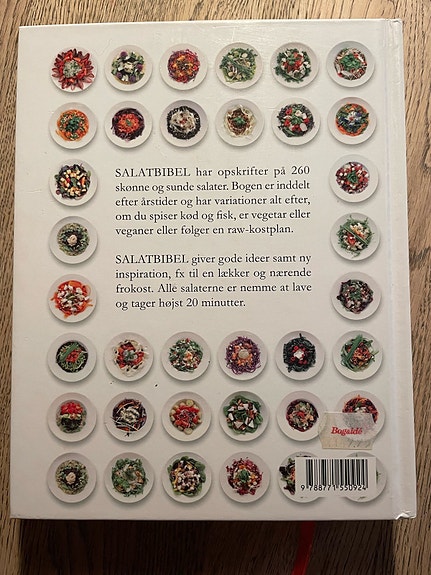 SALATBIBEL har opskrifter på 260
skønne og sunde salater. Bogen er inddelt
efter årstider og har variationer alt efter,
om du spiser kød og fisk, er vegetar eller
veganer eller følger en raw-kostplan.
SALATBIBEL giver gode ideer samt ny
inspiration, fx til en lækker og nærende
frokost. Alle salaterne er nemme at lave
og tager højst 20 minutter.
9 788771 550924